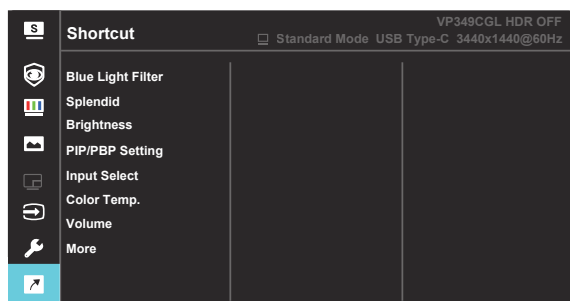 S
Shortcut
VP349CGL HDR OFF
Standard Mode USB Type-C 3440x1440@60Hz
Blue Light Filter
Splendid
Brightness
PIP/PBP Setting
Input Select
Color Temp.
Volume
More